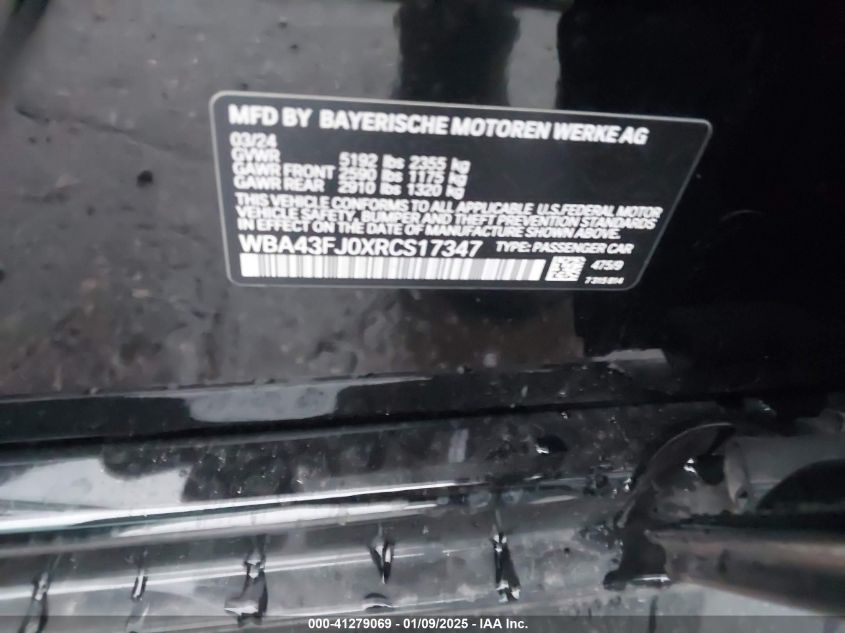 MFD BY BAYERISCHE MOTOREN WERKE AG
03/24
GVWR 5192 lbs 2355 kg
GAWR FRONT 2590 lbs 1175 kg
GAWR REAR 2910 lbs 1320 kg
THIS VEHICLE CONFORMS TO ALL APPLICABLE U.S.FEDERAL MOTOR
VEHICLE SAFETY, BUMPER AND THEFT PREVENTION STANDARDS
IN EFFECT ON THE DATE OF MANUFACTURE SHOWN ABOVE.
WBA43FJ0XRCS17347 TYPE: PASSENGER CAR
475/9
000-41279069 - 01/09/2025 - IAA Inc.